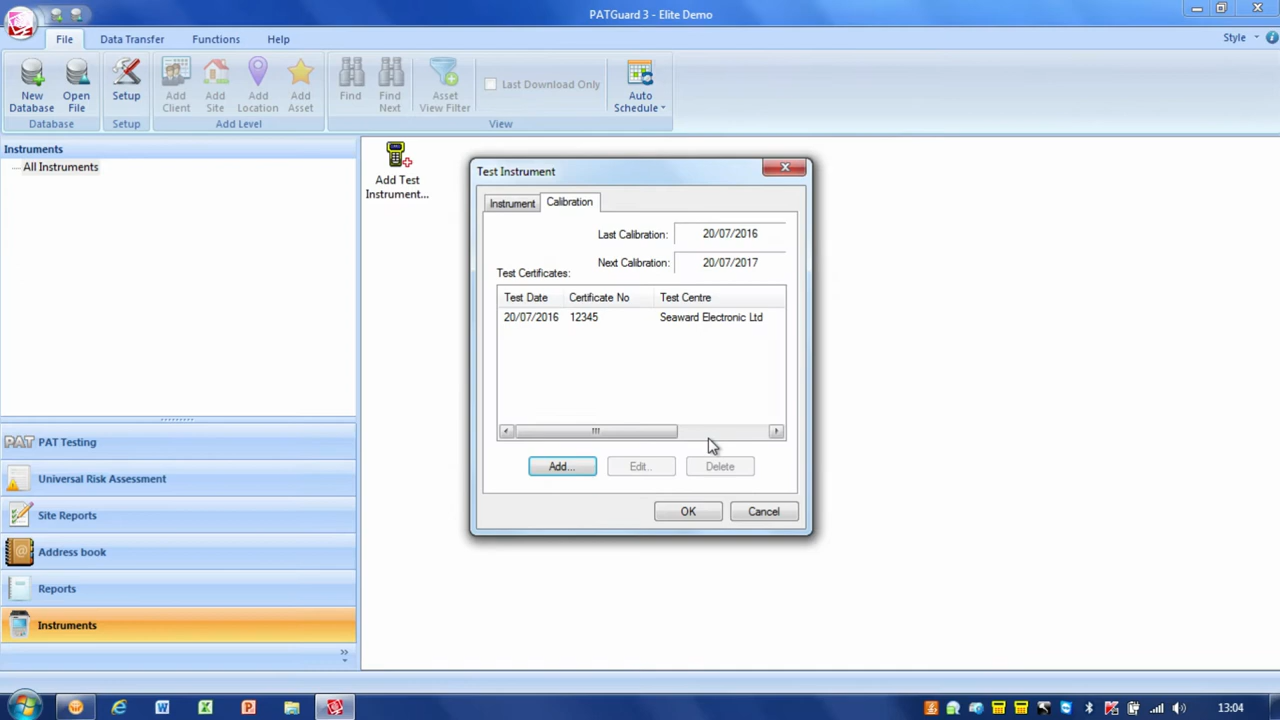 PATGuard 3 - Elite Demo
File Data Transfer Functions Help Style
New Database Open File Setup Add Client Add Site Add Location Add Asset Find Find Next Asset View Filter Last Download Only Auto Schedule
Database Setup Add Level View
Instruments
All Instruments
Add Test
Instrument...
Test Instrument
Instrument Calibration
Last Calibration: 20/07/2016
Next Calibration: 20/07/2017
Test Certificates:
Test Date Certificate No Test Centre
20/07/2016 12345 Seaward Electronic Ltd
Add... Edit... Delete
OK Cancel
PAT PAT Testing
Universal Risk Assessment
Site Reports
Address book
Reports
Instruments
13:04